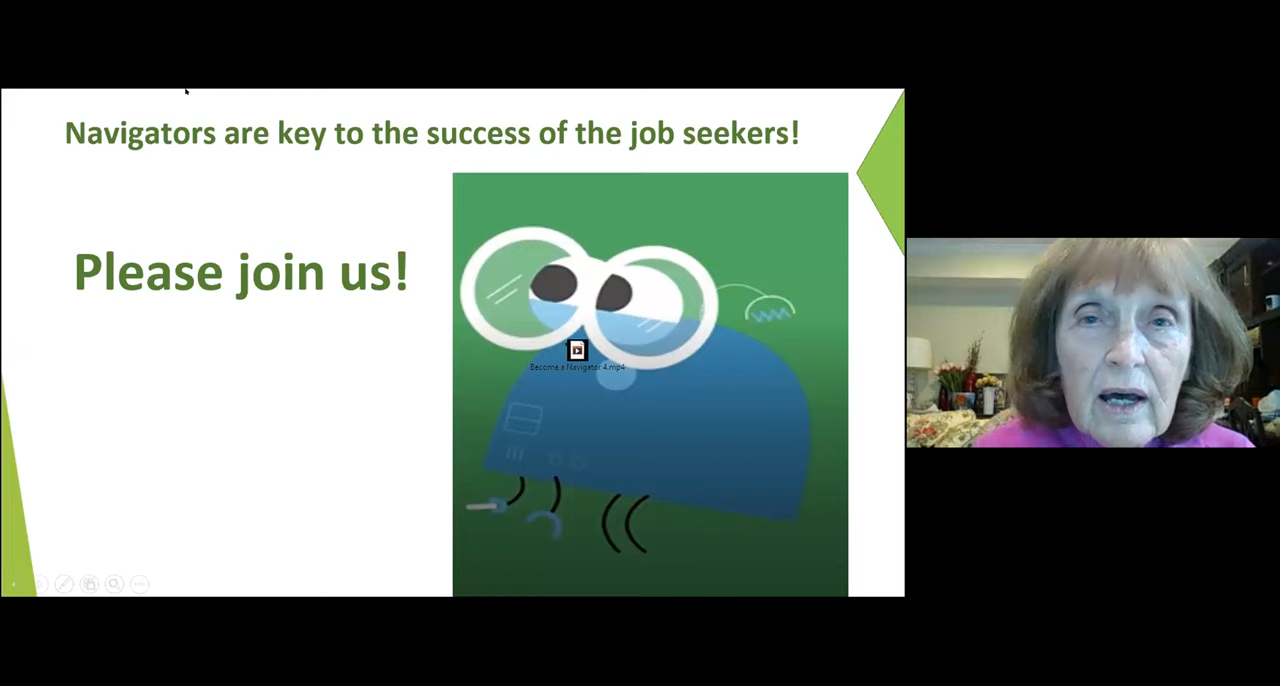 Navigators are key to the success of the job seekers!
Please join us!
Become a Navigator 4.mp4